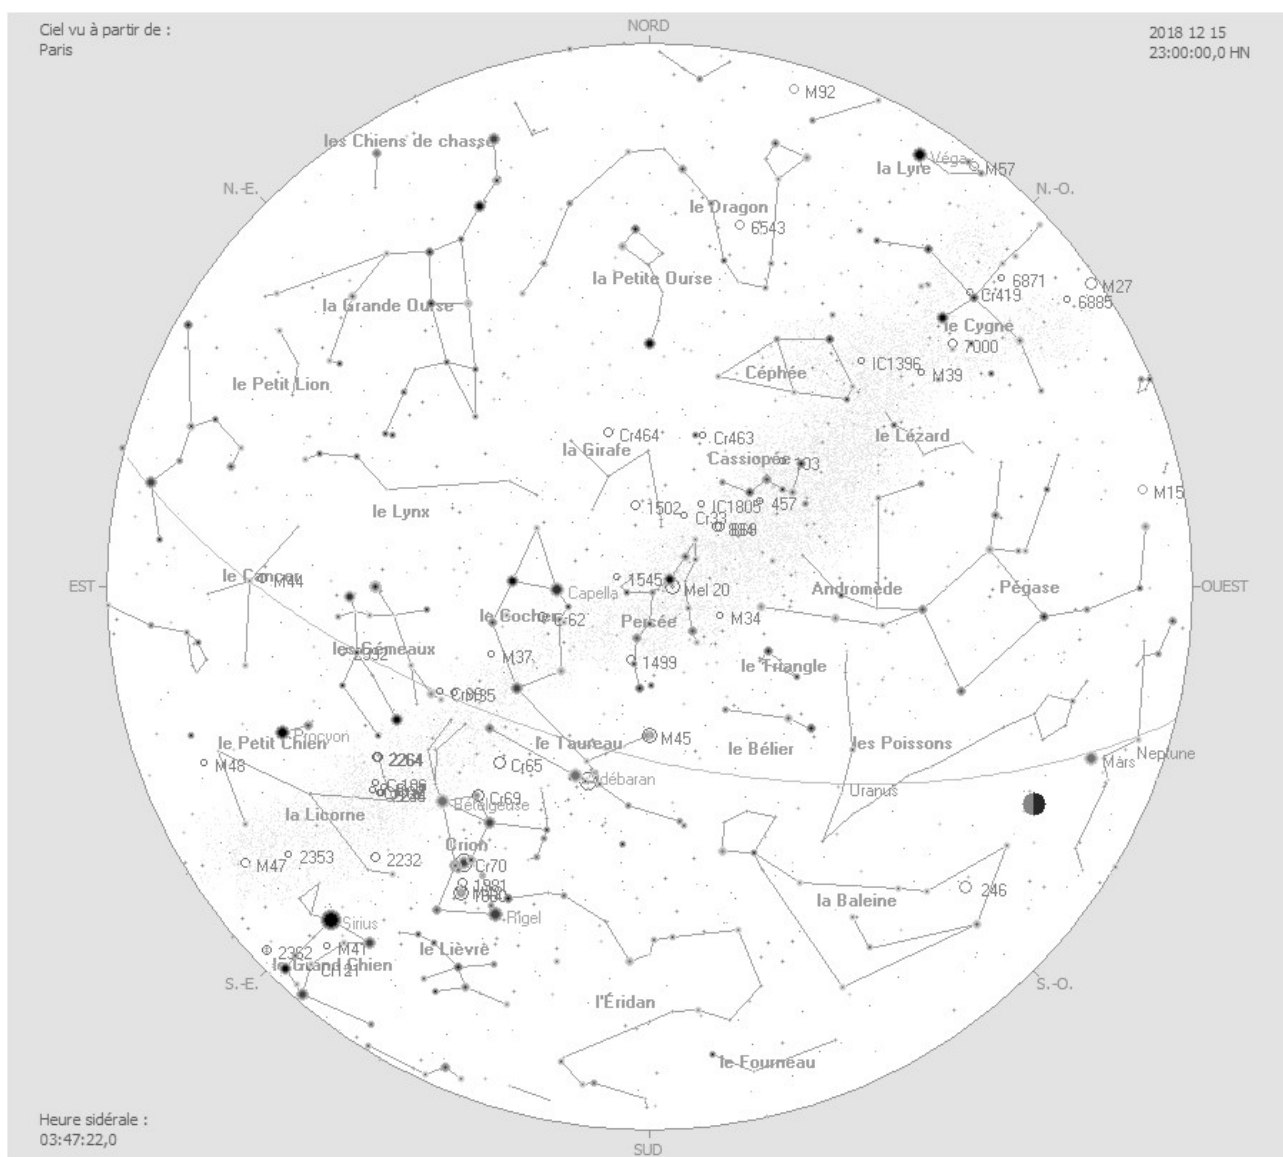 Ciel vu à partir de :
Paris
NORD
2018 12 15
23:00:00,0 HN
M92
les Chiens de chasse
la Lyre
Véga
M57
N.-E.
N.-O.
le Dragon
6543
la Petite Ourse
6871
M27
Cr419
6885
la Grande Ourse
le Cygne
7000
IC1396
M39
le Petit Lion
Céphée
Cr464
Cr463
le Lézard
la Girafe
Cassiopée
103
M15
le Lynx
1502
IC1805
457
Cr33
884
EST
le Cancer
M44
1545
Mel 20
Capella
Andromède
Pégase
OUEST
le Cocher
Cr62
Persée
M34
les Gémeaux
M37
1499
le Triangle
M35
le Petit Chien
Procyon
le Taureau
M45
le Bélier
les Poissons
Neptune
Mars
M48
2264
Cr65
Aldébaran
Uranus
Cr69
Bételgeuse
la Licorne
Orion
M47
2353
2232
Cr70
1981
246
la Baleine
Sirius
Rigel
2362
M41
le Lièvre
le Grand Chien
Cr121
S.-E.
S.-O.
l'Éridan
le Fourneau
Heure sidérale :
03:47:22,0
SUD